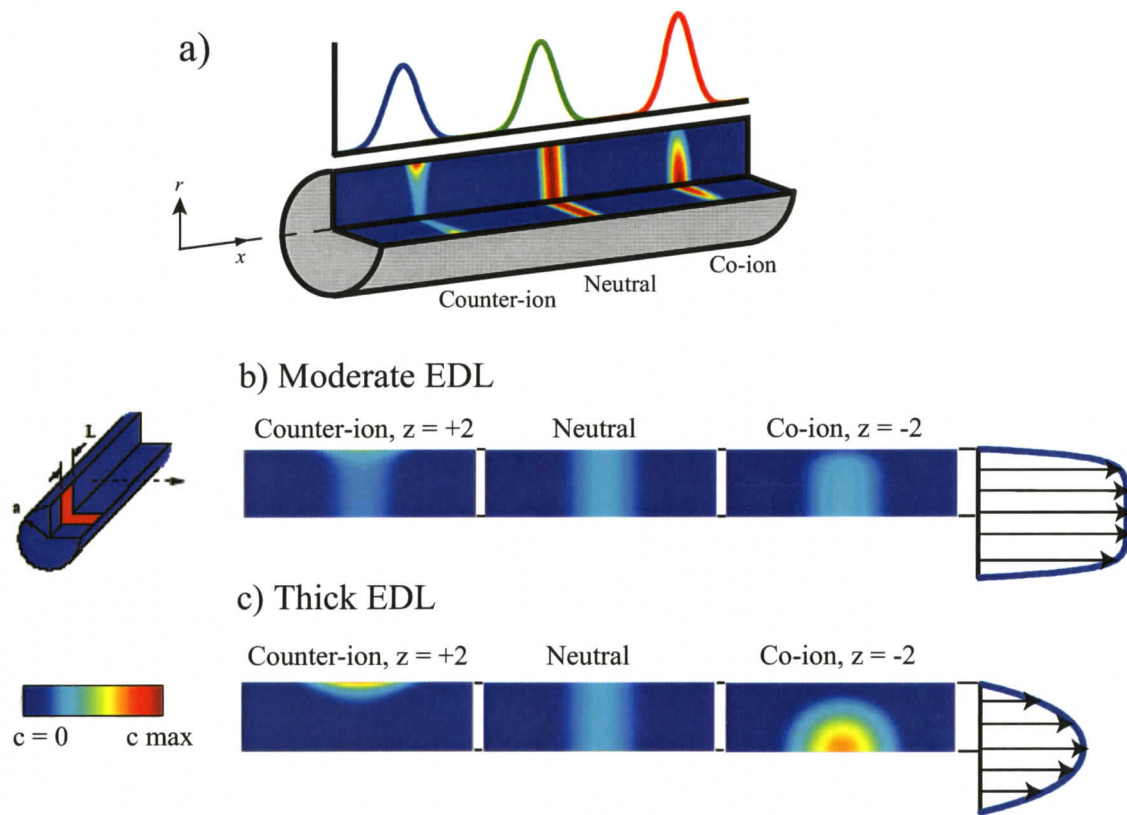 a)
r
x
Counter-ion
Neutral
Co-ion
b) Moderate EDL
Counter-ion, z = +2 Neutral Co-ion, z = -2
L
a
c) Thick EDL
Counter-ion, z = +2 Neutral Co-ion, z = -2
c = 0 c max